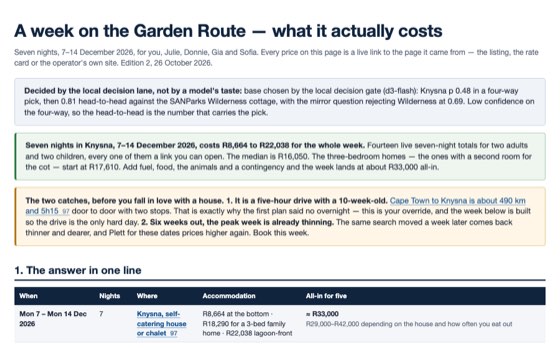 A week on the Garden Route — what it actually costs
Seven nights, 7–14 December 2026, for you, Julie, Donnie, Gia and Sofia. Every price on this page is a live link to the page it came from — the listing, the rate
card or the operator's own site. Edition 2, 26 October 2026.
Decided by the local decision lane, not by a model's taste: base chosen by the local decision gate (d3-flash): Knysna p 0.48 in a four-way
pick, then 0.81 head-to-head against the SANParks Wilderness cottage, with the mirror question rejecting Wilderness at 0.69. Low confidence on
the four-way, so the head-to-head is the number that carries the pick.
Seven nights in Knysna, 7–14 December 2026, costs R8,664 to R22,038 for the whole week. Fourteen live seven-night totals for two adults
and two children, every one of them a link you can open. The median is R16,050. The three-bedroom homes — the ones with a second room for
the cot — start at R17,610. Add fuel, food, the animals and a contingency and the week lands at about R33,000 all-in.
The two catches, before you fall in love with a house. 1. It is a five-hour drive with a 10-week-old. Cape Town to Knysna is about 490 km
and 5h15 97 door to door with two stops. That is exactly why the first plan said no overnight — this is your override, and the week below is built
so the drive is the only hard day. 2. Six weeks out, the peak week is already thinning. The same search moved a week later comes back
thinner and dearer, and Plett for these dates prices higher again. Book this week.
1. The answer in one line
When Nights Where Accommodation All-in for five
Mon 7 – Mon 14 Dec 7 Knysna, self- R8,664 at the bottom · ≈ R33,000
2026 catering house R18,290 for a 3-bed family R29,000–R42,000 depending on the house and how often you eat out
or chalet 97 home · R22,038 lagoon-front